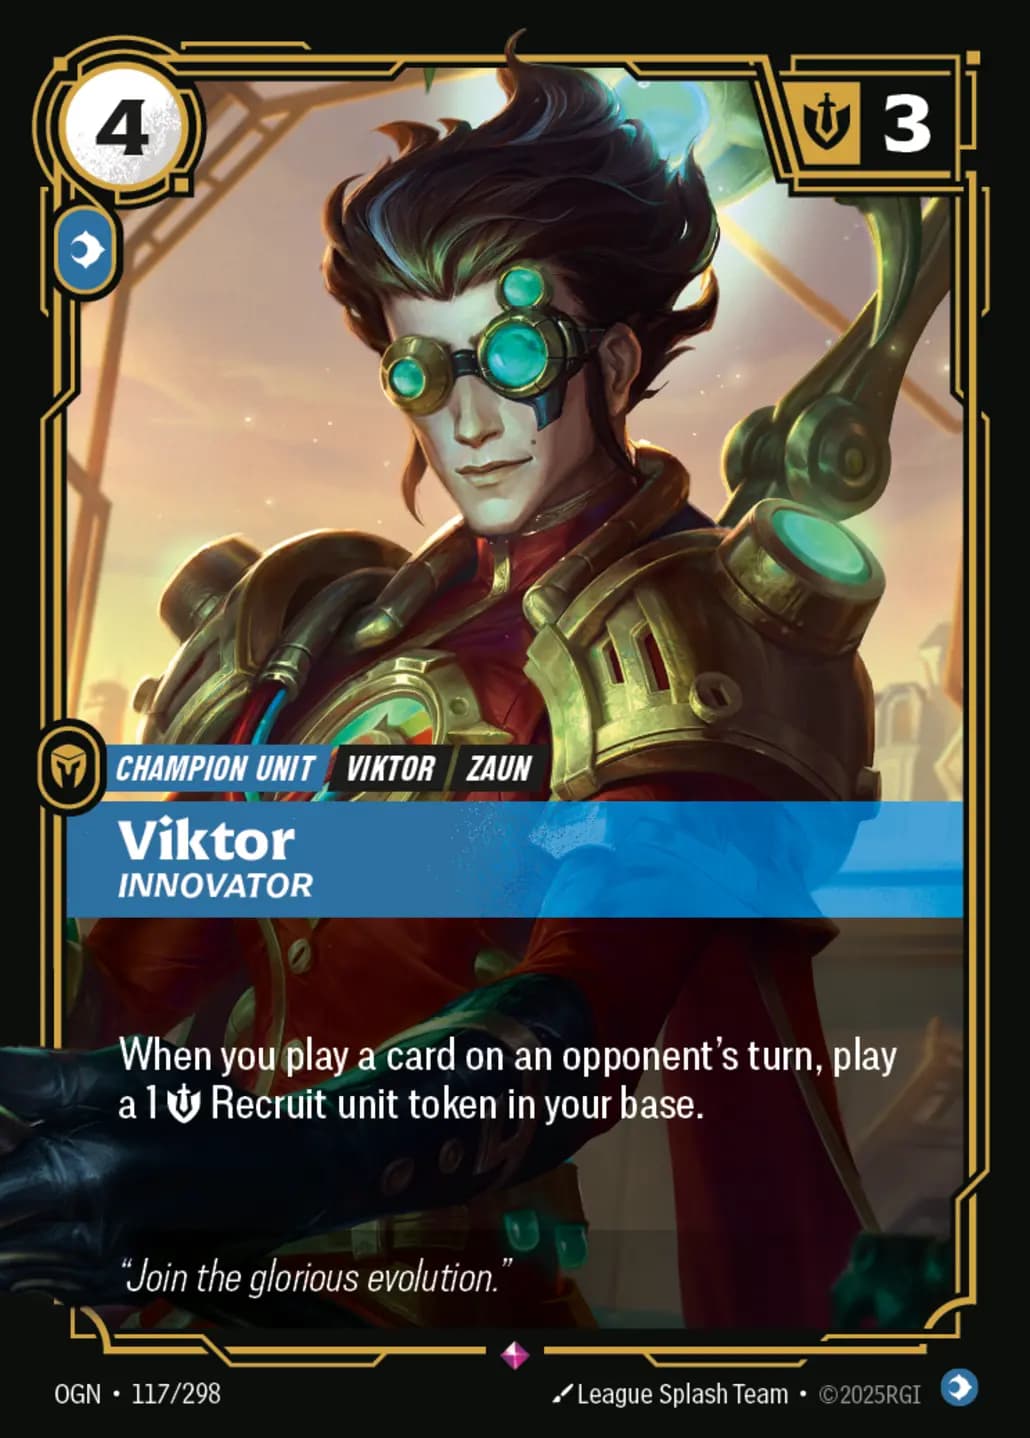 4
3
CHAMPION UNIT VIKTOR ZAUN
Viktor
INNOVATOR
When you play a card on an opponent’s turn, play
a 1 Recruit unit token in your base.
“Join the glorious evolution.”
OGN • 117/298
League Splash Team • ©2025RGI